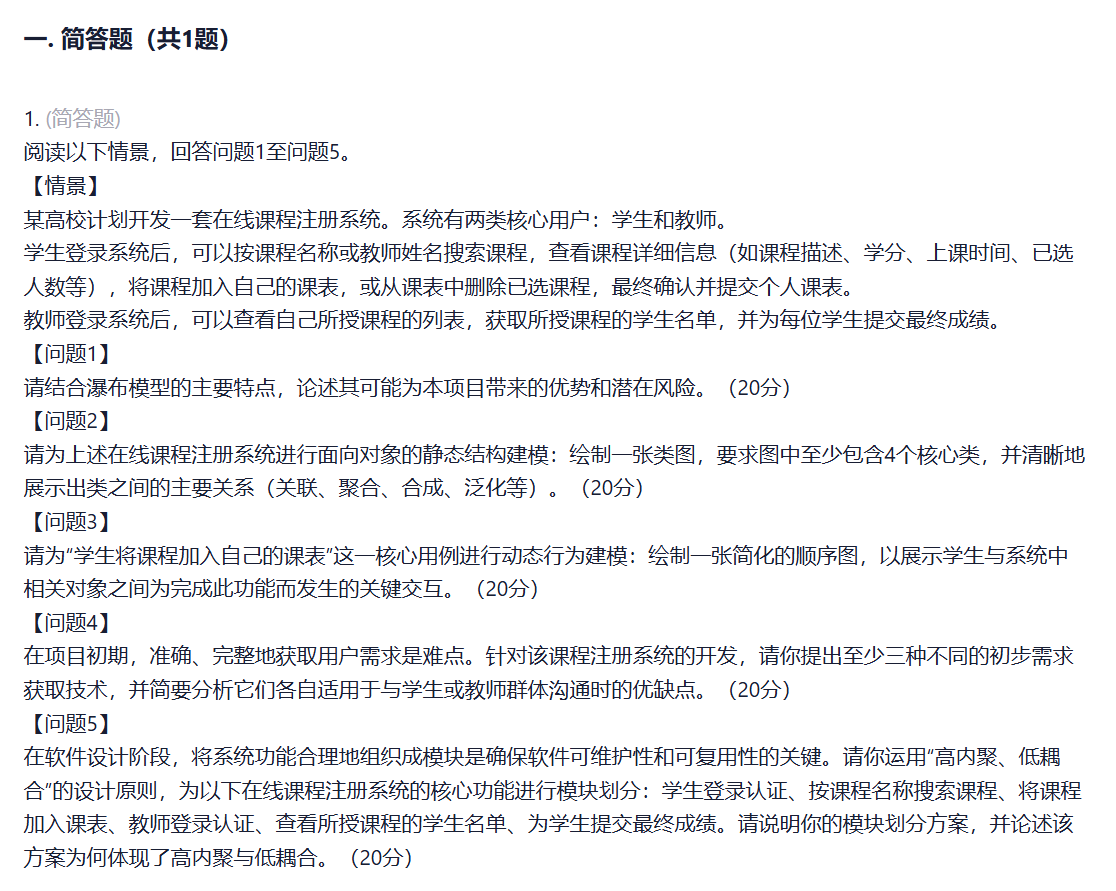 一. 简答题（共1题）
1. (简答题)
阅读以下情景，回答问题1至问题5。
【情景】
某高校计划开发一套在线课程注册系统。系统有两类核心用户：学生和教师。
学生登录系统后，可以按课程名称或教师姓名搜索课程，查看课程详细信息（如课程描述、学分、上课时间、已选
人数等），将课程加入自己的课表，或从课表中删除已选课程，最终确认并提交个人课表。
教师登录系统后，可以查看自己所授课程的列表，获取所授课程的学生名单，并为每位学生提交最终成绩。
【问题1】
请结合瀑布模型的主要特点，论述其可能为本项目带来的优势和潜在风险。（20分）
【问题2】
请为上述在线课程注册系统进行面向对象的静态结构建模：绘制一张类图，要求图中至少包含4个核心类，并清晰地
展示出类之间的主要关系（关联、聚合、合成、泛化等）。（20分）
【问题3】
请为“学生将课程加入自己的课表”这一核心用例进行动态行为建模：绘制一张简化的顺序图，以展示学生与系统中
相关对象之间为完成此功能而发生的关键交互。（20分）
【问题4】
在项目初期，准确、完整地获取用户需求是难点。针对该课程注册系统的开发，请你提出至少三种不同的初步需求
获取技术，并简要分析它们各自适用于与学生或教师群体沟通时的优缺点。（20分）
【问题5】
在软件设计阶段，将系统功能合理地组织成模块是确保软件可维护性和可复用性的关键。请你运用“高内聚、低耦
合”的设计原则，为以下在线课程注册系统的核心功能进行模块划分：学生登录认证、按课程名称搜索课程、将课程
加入课表、教师登录认证、查看所授课程的学生名单、为学生提交最终成绩。请说明你的模块划分方案，并论述该
方案为何体现了高内聚与低耦合。（20分）